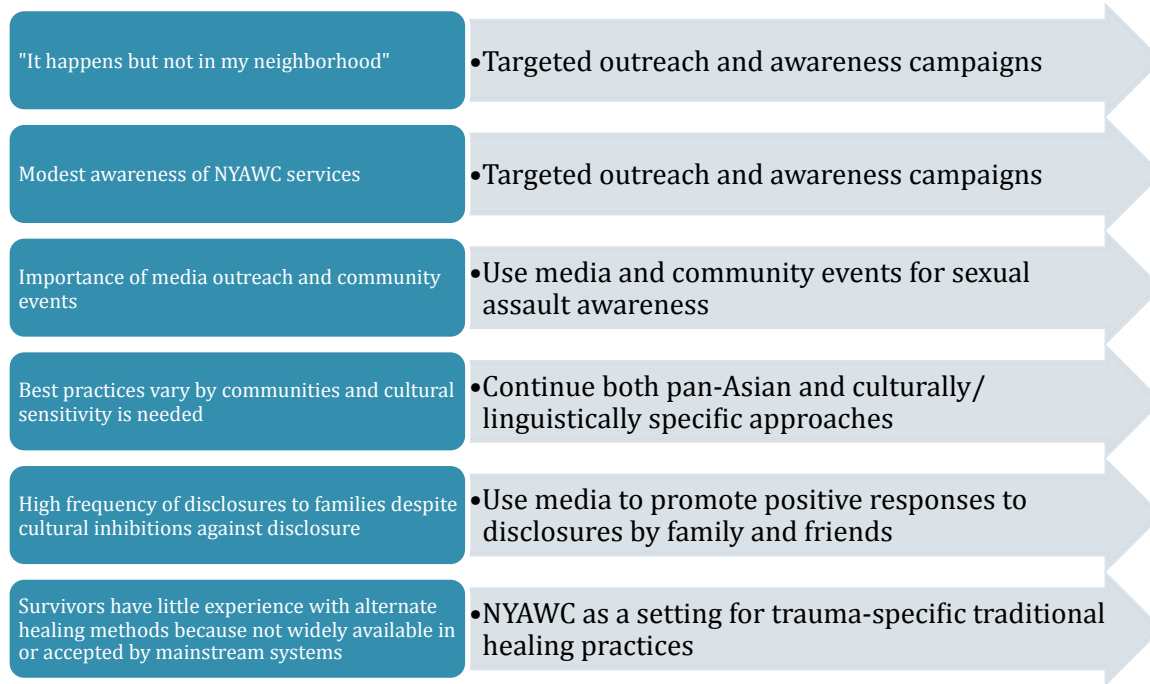 "It happens but not in my neighborhood"
•Targeted outreach and awareness campaigns
Modest awareness of NYAWC services
•Targeted outreach and awareness campaigns
Importance of media outreach and community
events
•Use media and community events for sexual
assault awareness
Best practices vary by communities and cultural
sensitivity is needed
•Continue both pan-Asian and culturally/
linguistically specific approaches
High frequency of disclosures to families despite
cultural inhibitions against disclosure
•Use media to promote positive responses to
disclosures by family and friends
Survivors have little experience with alternate
healing methods because not widely available in
or accepted by mainstream systems
•NYAWC as a setting for trauma-specific traditional
healing practices